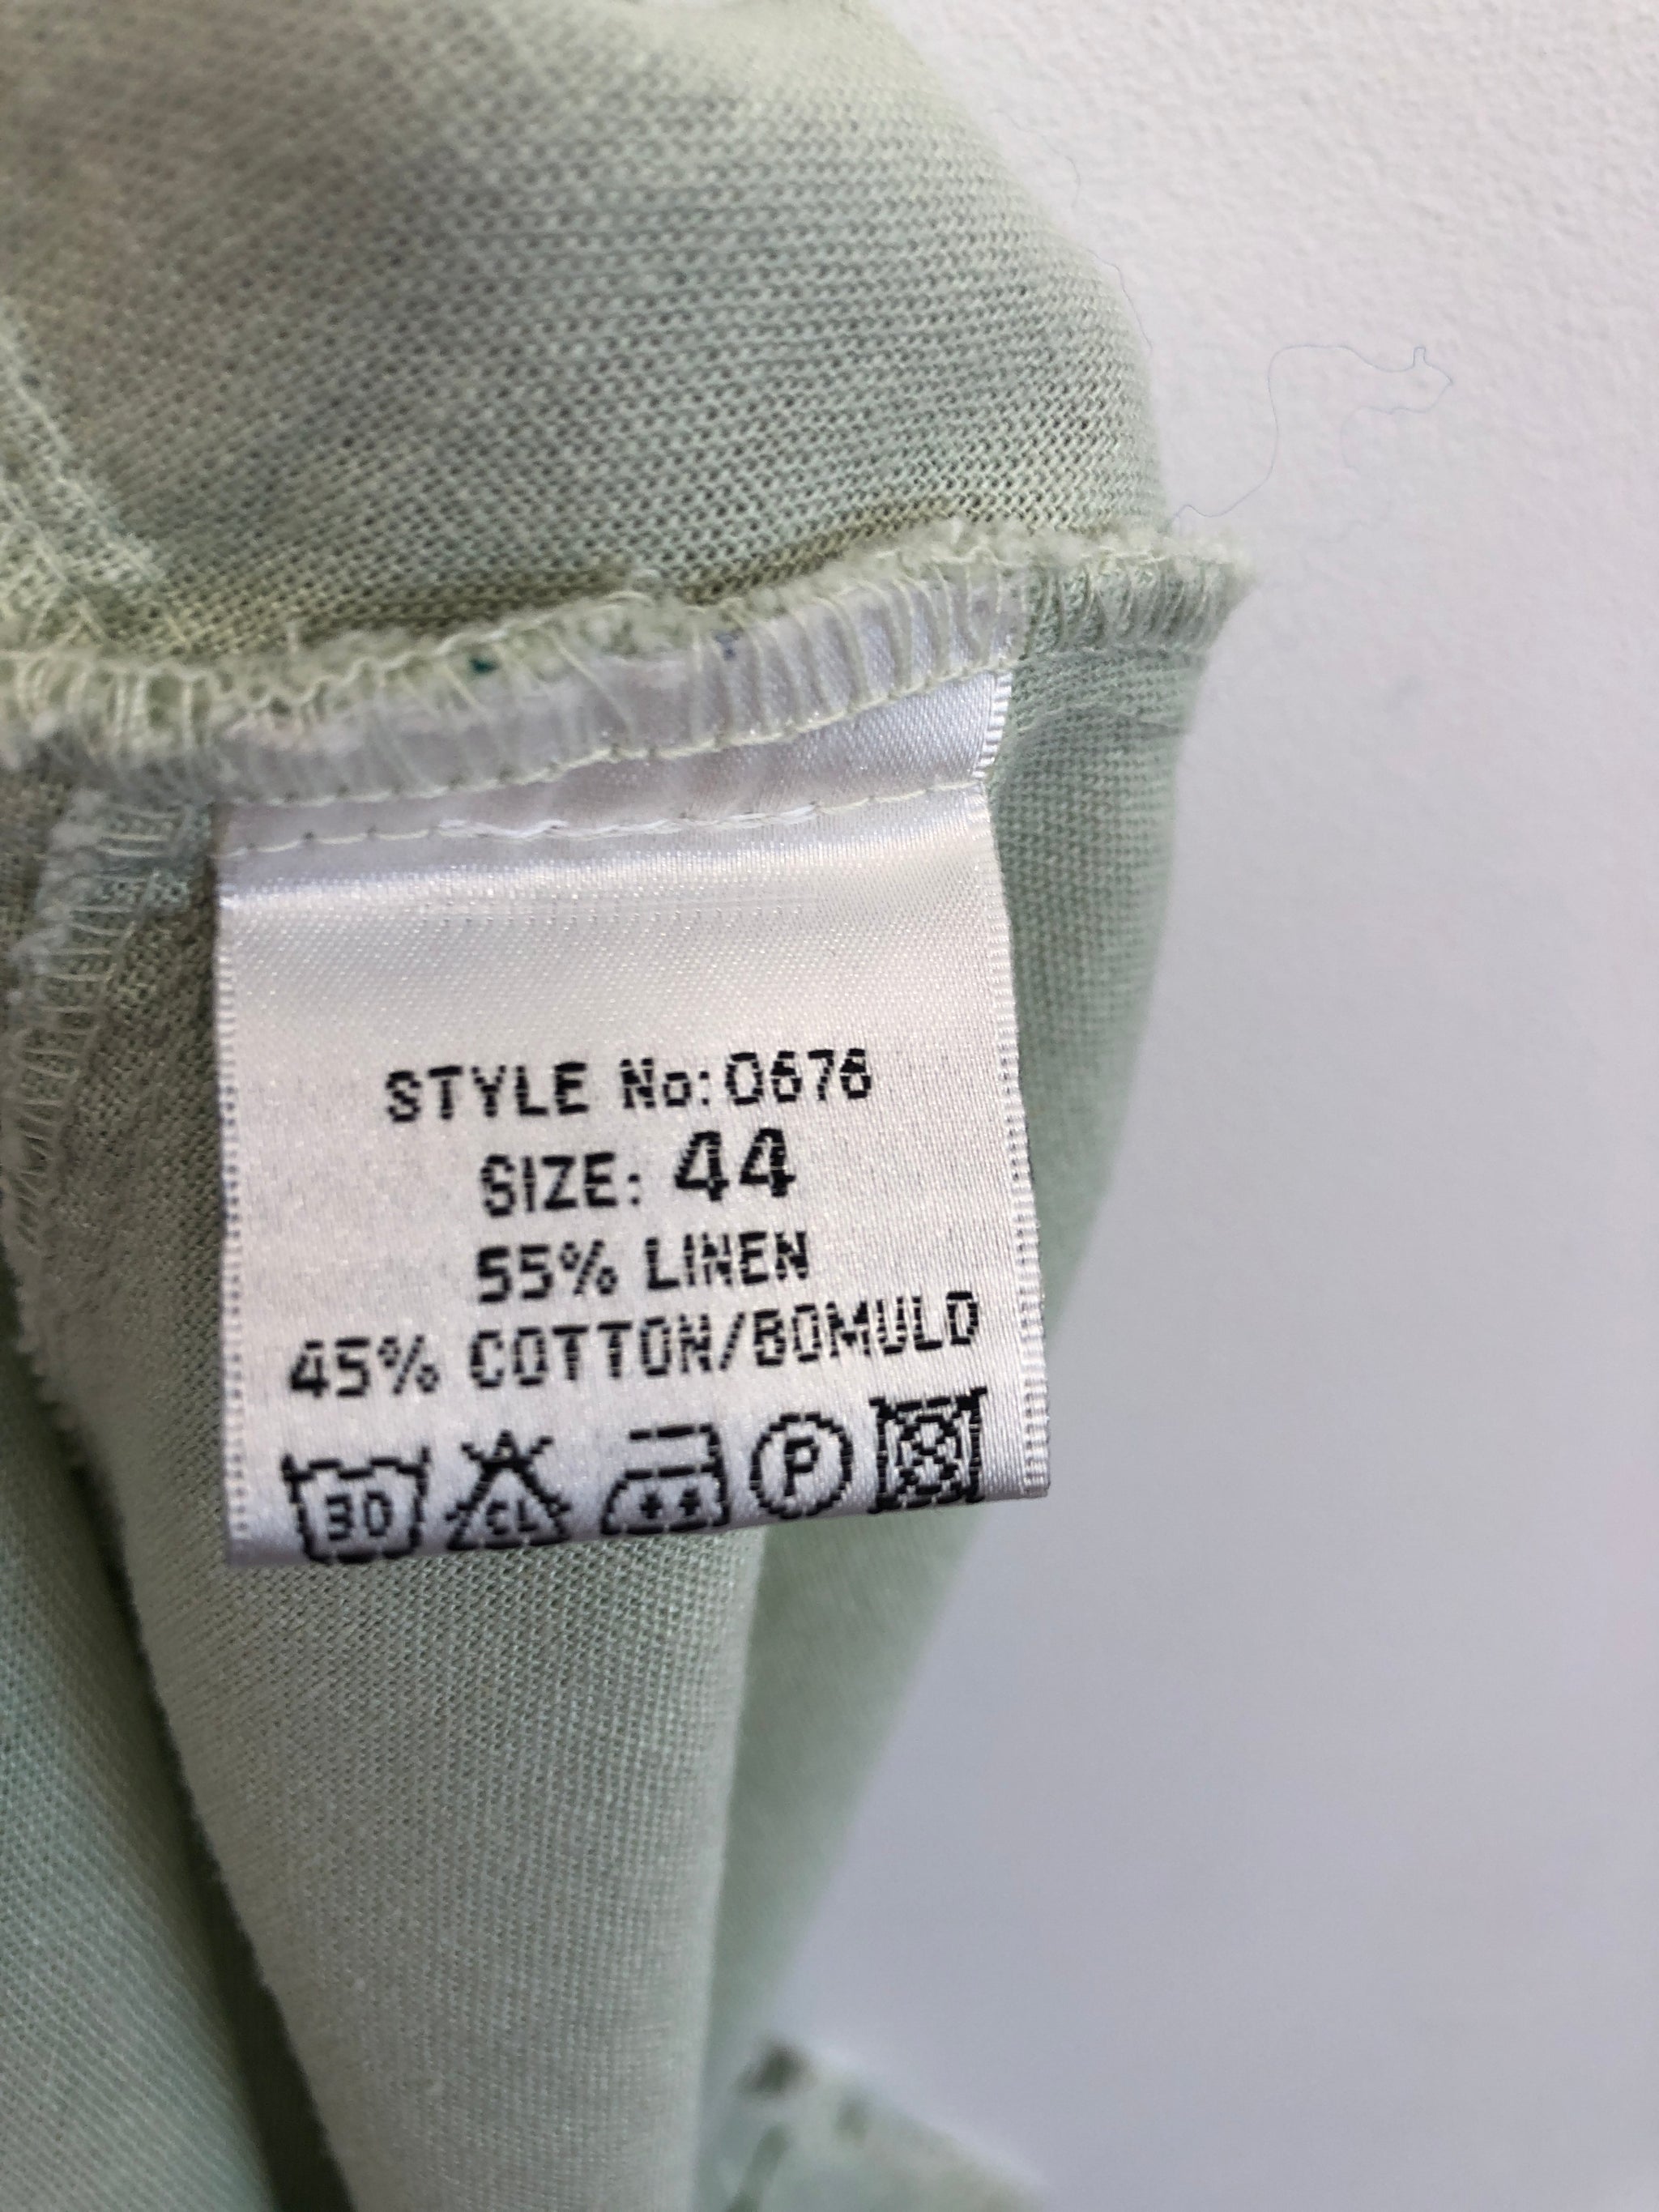 STYLE No: 0676
SIZE: 44
55% LINEN
45% COTTON/BOMULD
30 CL P